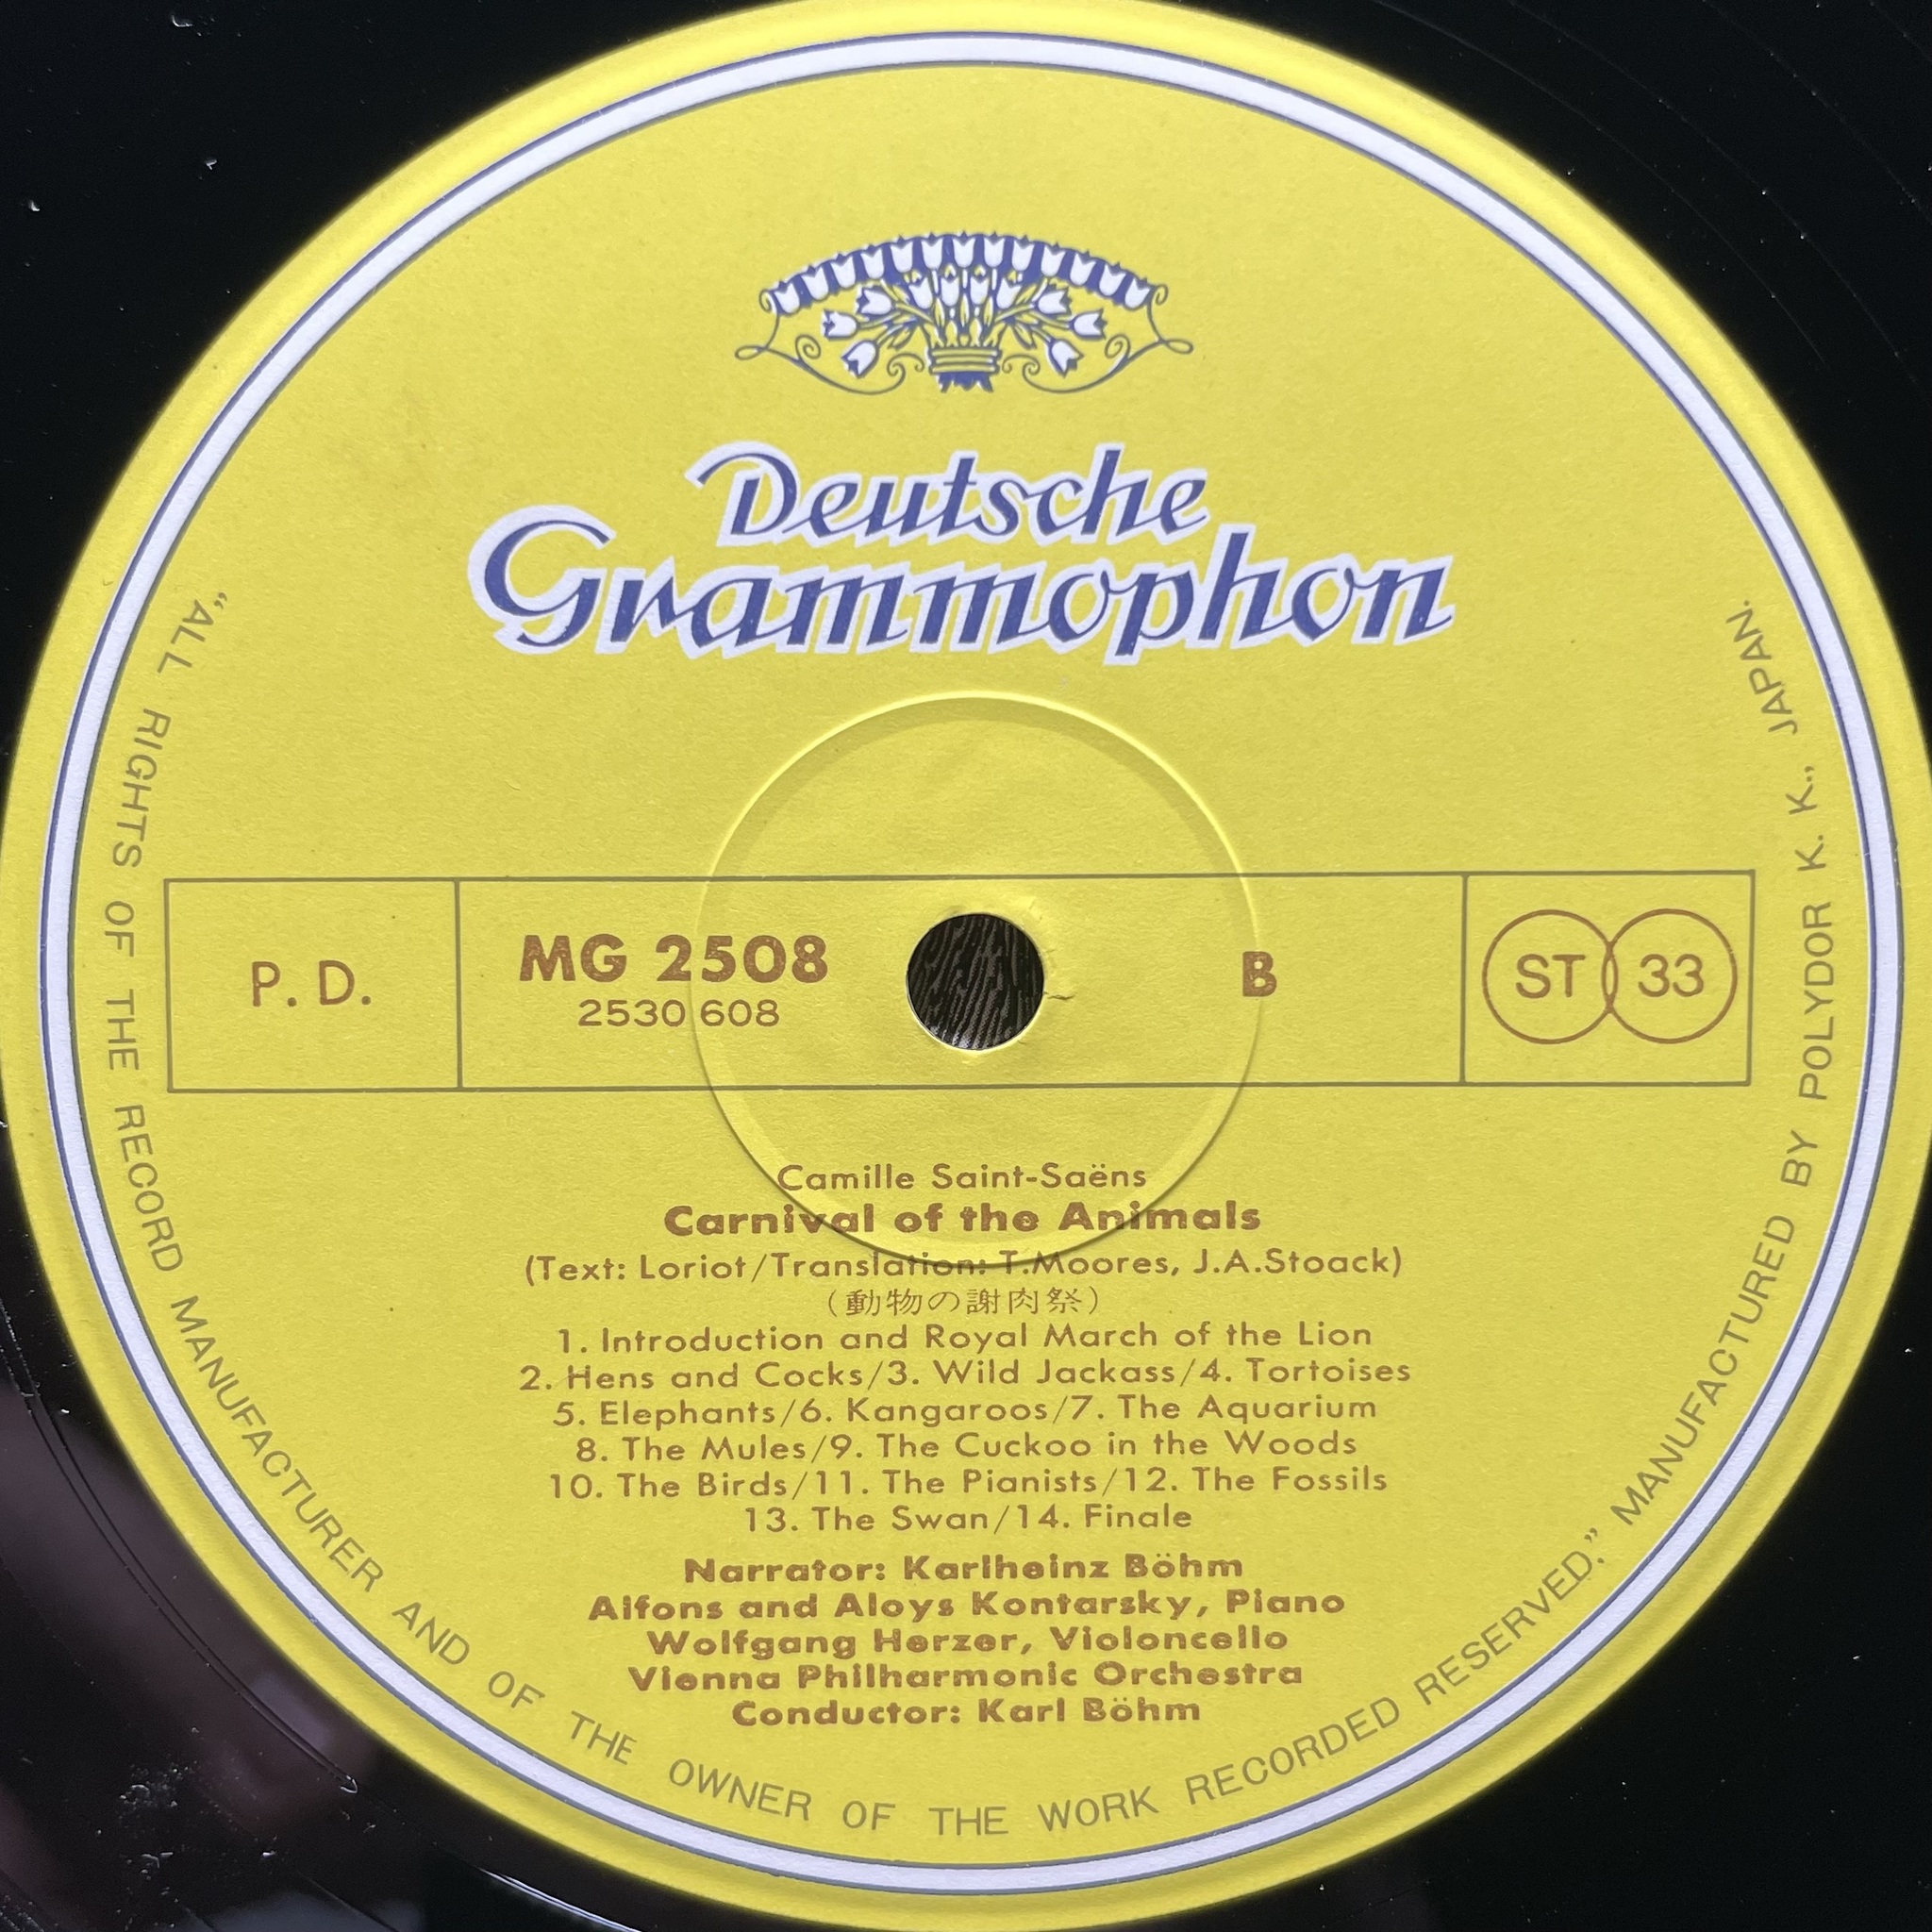 Deutsche
Grammophon
P. D.
MG 2508
2530 608
B
ST 33
Camille Saint-Saëns
Carnival of the Animals
(Text: Loriot/Translation: T.Moores, J.A.Stoack)
(動物の謝肉祭)
1. Introduction and Royal March of the Lion
2. Hens and Cocks/3. Wild Jackass/4. Tortoises
5. Elephants/6. Kangaroos/7. The Aquarium
8. The Mules/9. The Cuckoo in the Woods
10. The Birds/11. The Pianists/12. The Fossils
13. The Swan/14. Finale
Narrator: Karlheinz Böhm
Alfons and Aloys Kontarsky, Piano
Wolfgang Herzer, Violoncello
Vienna Philharmonic Orchestra
Conductor: Karl Böhm
“ALL RIGHTS OF THE RECORD MANUFACTURER AND OF THE OWNER OF THE WORK RECORDED RESERVED.” MANUFACTURED BY POLYDOR K. K., JAPAN.